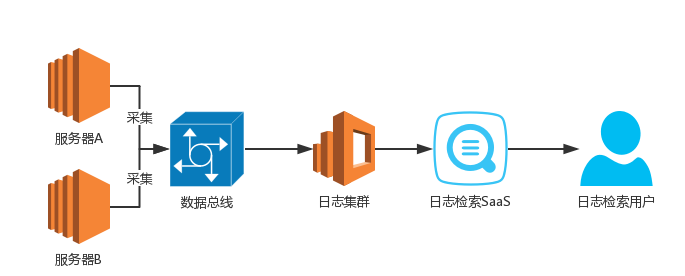 采集
服务器A
采集
数据总线
日志集群
日志检索SaaS
日志检索用户
服务器B